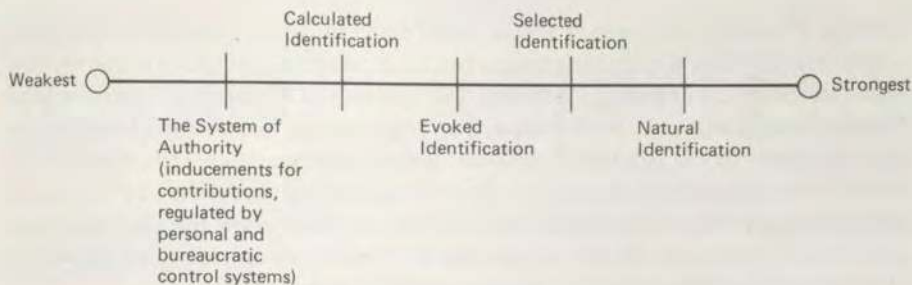 Calculated
Identification
Selected
Identification
Weakest
Strongest
The System of
Authority
(inducements for
contributions,
regulated by
personal and
bureaucratic
control systems)
Evoked
Identification
Natural
Identification